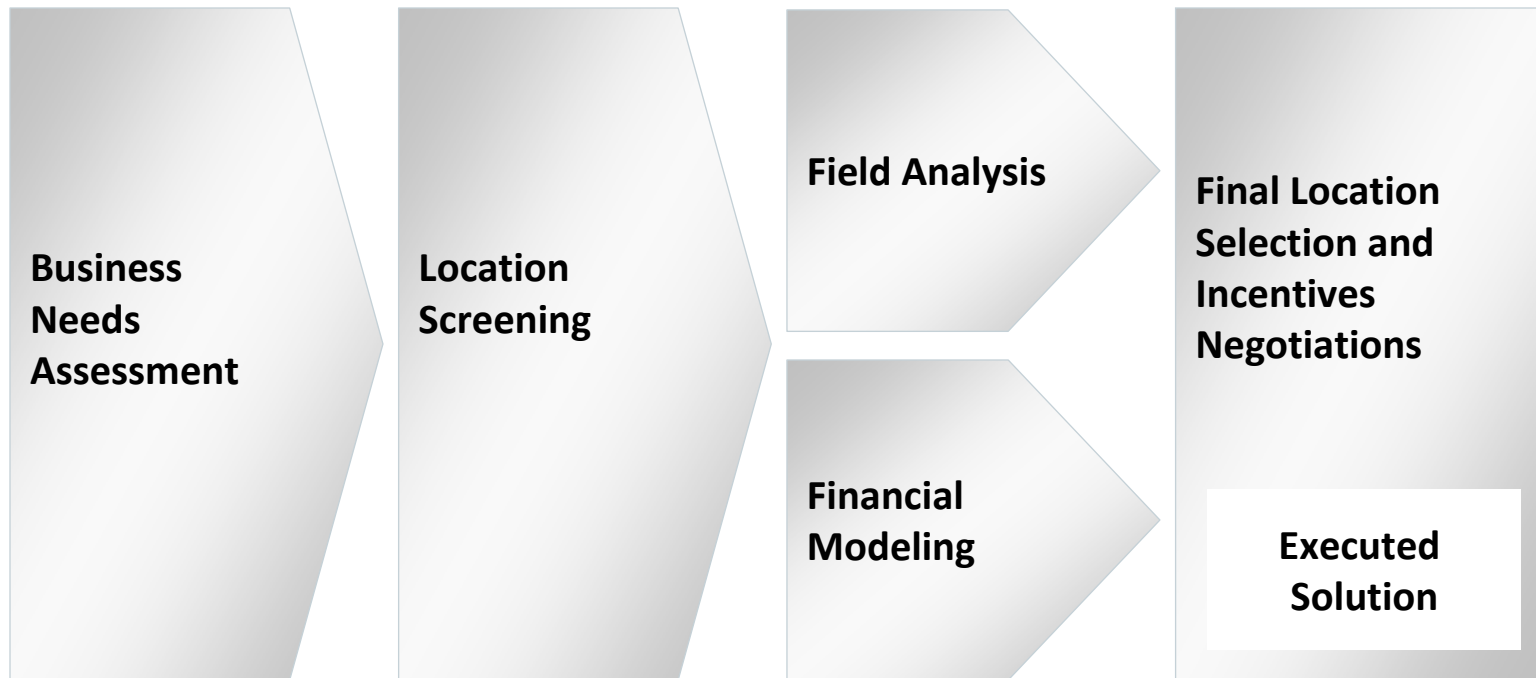 Business
Needs
Assessment
Location
Screening
Field Analysis
Financial
Modeling
Final Location
Selection and
Incentives
Negotiations
Executed
Solution